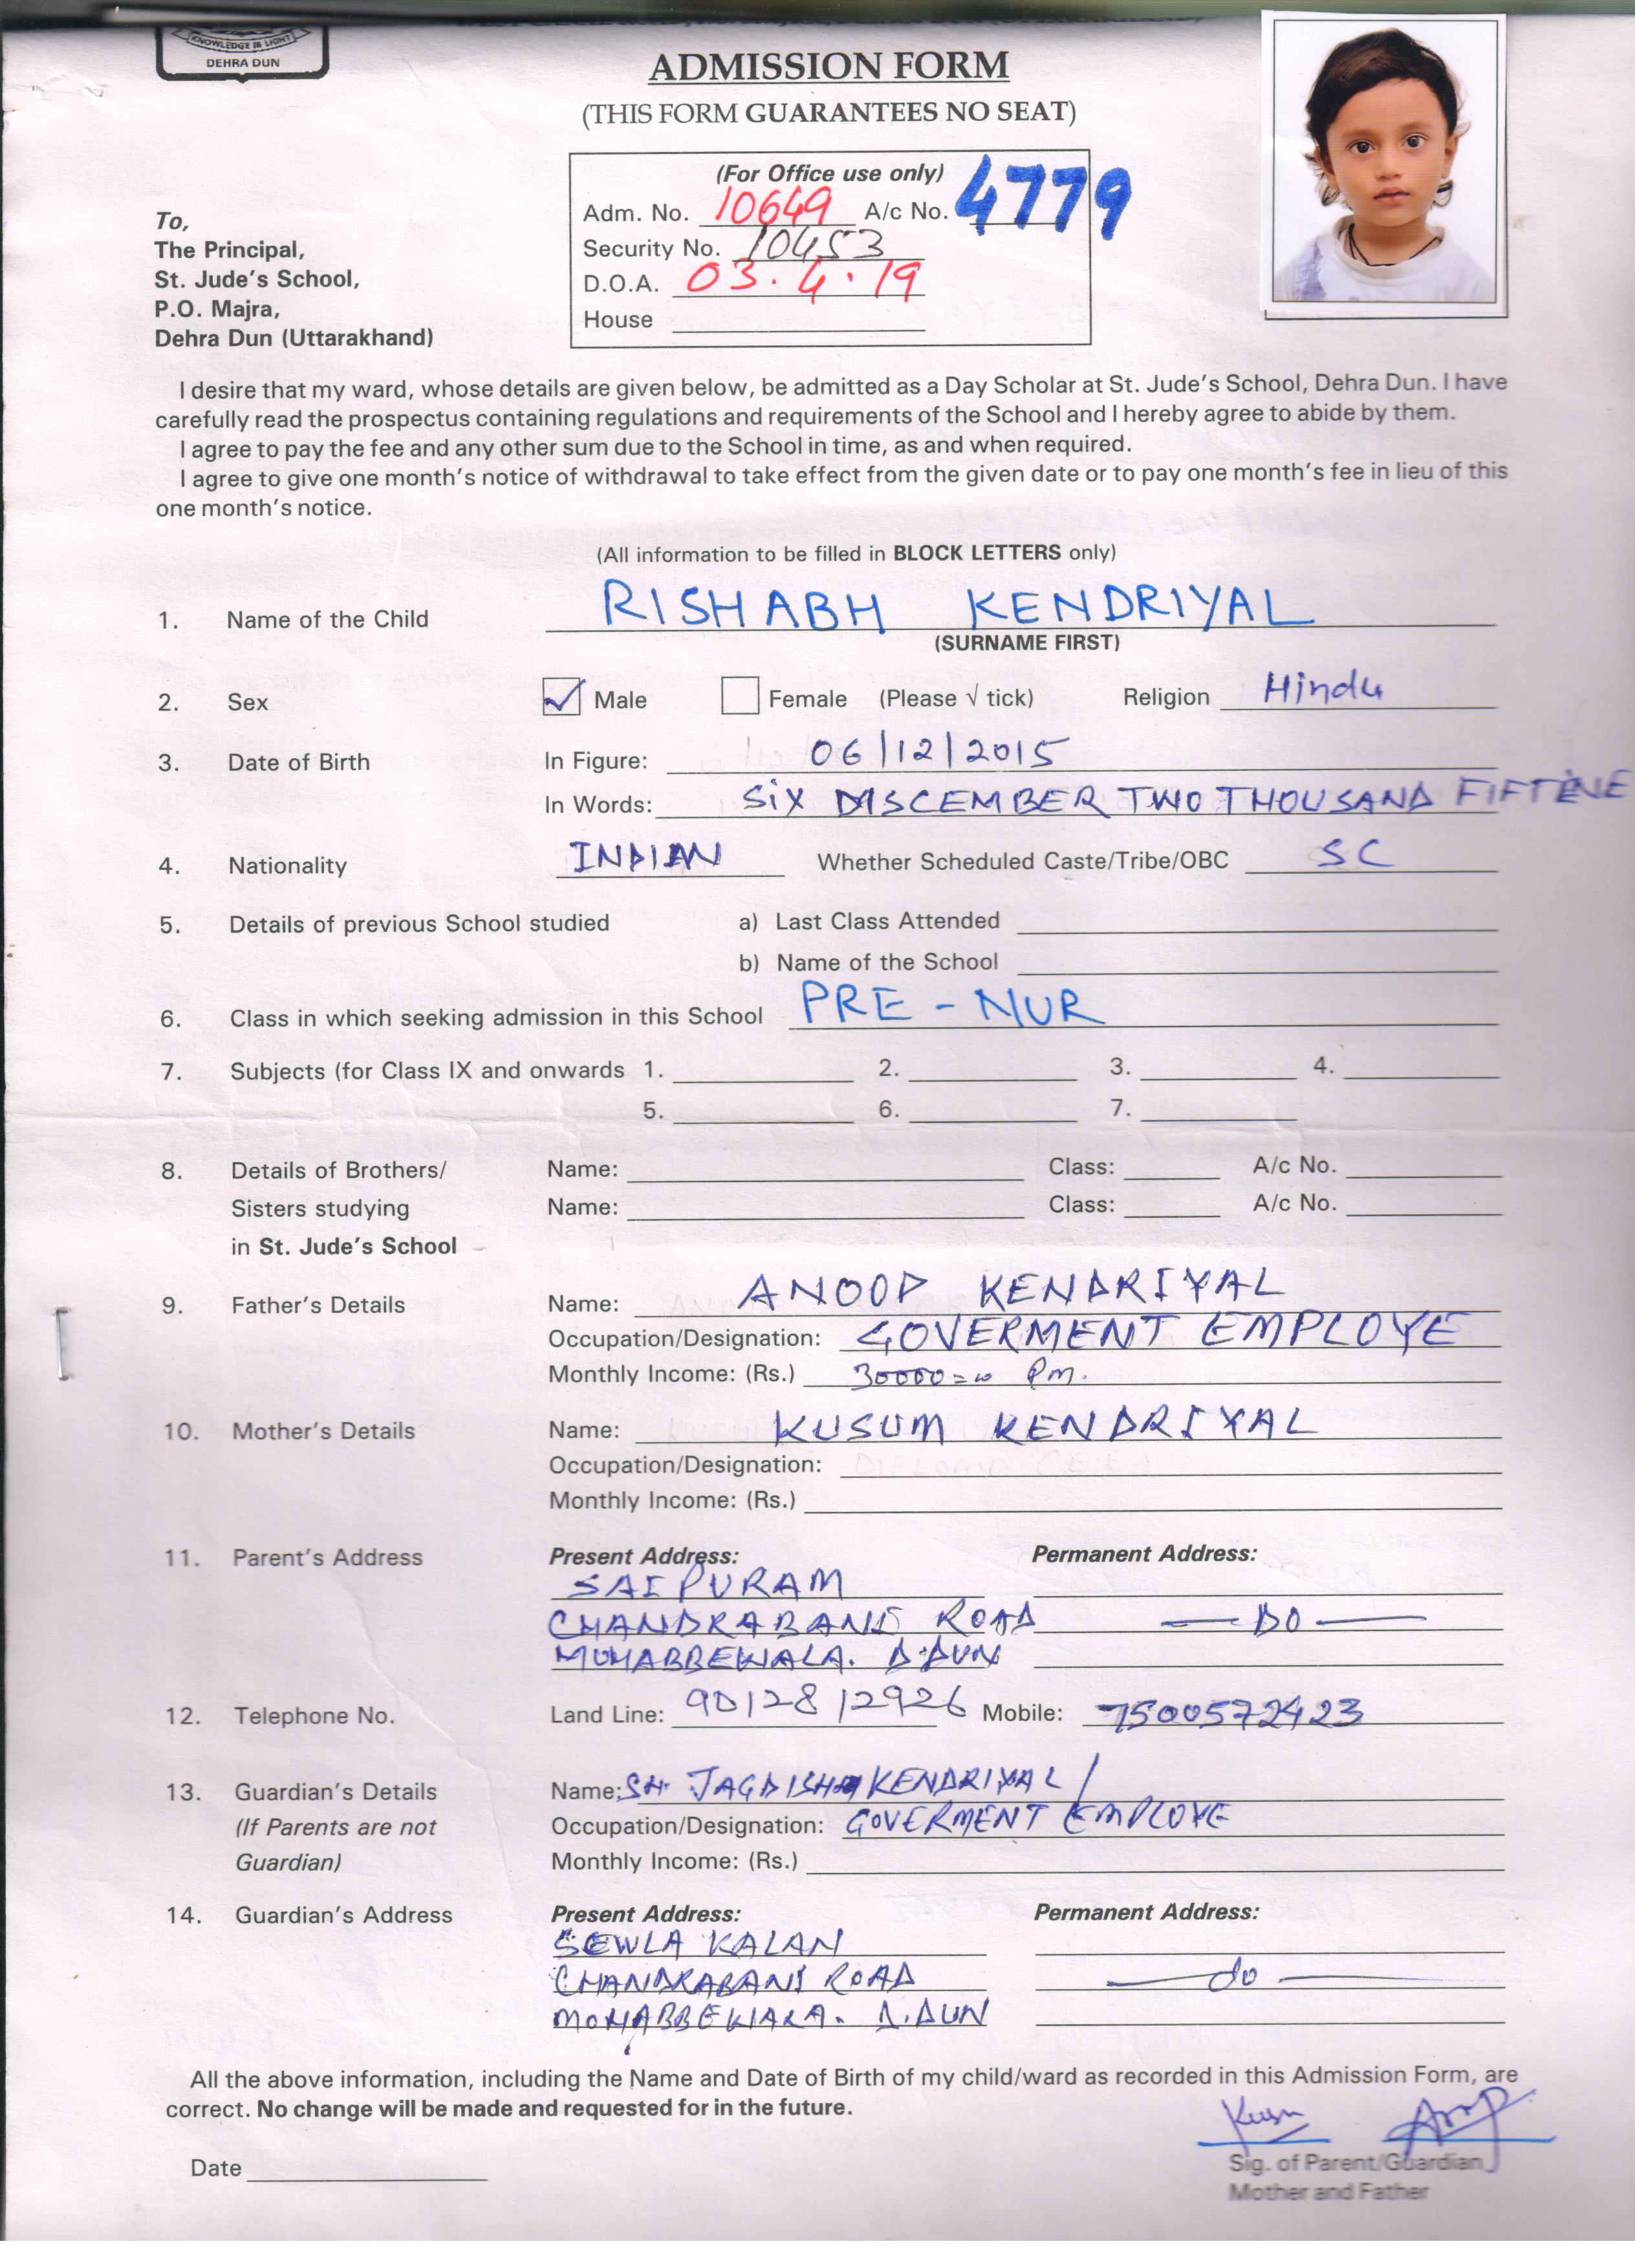 KNOWLEDGE IS LIGHT
DEHRA DUN
ADMISSION FORM
(THIS FORM GUARANTEES NO SEAT)
(For Office use only)
Adm. No. 10649 A/c No. 4779
Security No. 10453
D.O.A. 03.4.19
House
To,
The Principal,
St. Jude's School,
P.O. Majra,
Dehra Dun (Uttarakhand)
I desire that my ward, whose details are given below, be admitted as a Day Scholar at St. Jude's School, Dehra Dun. I have
carefully read the prospectus containing regulations and requirements of the School and I hereby agree to abide by them.
I agree to pay the fee and any other sum due to the School in time, as and when required.
I agree to give one month's notice of withdrawal to take effect from the given date or to pay one month's fee in lieu of this
one month's notice.
(All information to be filled in BLOCK LETTERS only)
1. Name of the Child RISHABH KENDRIYAL
(SURNAME FIRST)
2. Sex Male Female (Please √ tick) Religion Hindu
3. Date of Birth In Figure: 06/12/2015
In Words: SIX DISCEMBER TWO THOUSAND FIFTENE
4. Nationality INDIAN Whether Scheduled Caste/Tribe/OBC SC
5. Details of previous School studied a) Last Class Attended
b) Name of the School
6. Class in which seeking admission in this School PRE - NUR
7. Subjects (for Class IX and onwards 1. 2. 3. 4.
5. 6. 7.
8. Details of Brothers/ Name: Class: A/c No.
Sisters studying Name: Class: A/c No.
in St. Jude's School
9. Father's Details Name: ANOOP KENDRIYAL
Occupation/Designation: GOVERMENT EMPLOYE
Monthly Income: (Rs.) 30000=00 Pm.
10. Mother's Details Name: KUSUM KENDRIYAL
Occupation/Designation:
Monthly Income: (Rs.)
11. Parent's Address Present Address: Permanent Address:
SAI PURAM
CHANDRABANI ROAD — DO —
MOHABBEWALA. D.DUN
12. Telephone No. Land Line: 9012812926 Mobile: 7500572423
13. Guardian's Details Name: SH. JAGDISH KENDRIYAL
(If Parents are not Occupation/Designation: GOVERMENT EMPLOYE
Guardian) Monthly Income: (Rs.)
14. Guardian's Address Present Address: Permanent Address:
SEWLA KALAN
CHANDRABANI ROAD — do —
MOHABBEWALA. D.DUN
All the above information, including the Name and Date of Birth of my child/ward as recorded in this Admission Form, are
correct. No change will be made and requested for in the future.
Date
Sig. of Parent/Guardian
Mother and Father